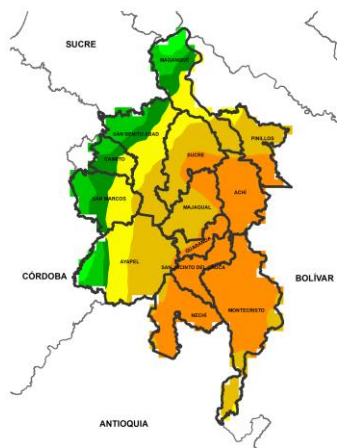 SUCRE
MAGANGUÉ
SAN BENITO ABAD
PINILLOS
CAIMITO
SUCRE
ACHÍ
SAN MARCOS
MAJAGUAL
GUARANDA
AYAPEL
SAN JACINTO DEL CAUCA
CÓRDOBA
BOLÍVAR
MONTECRISTO
NECHÍ
ANTIOQUIA